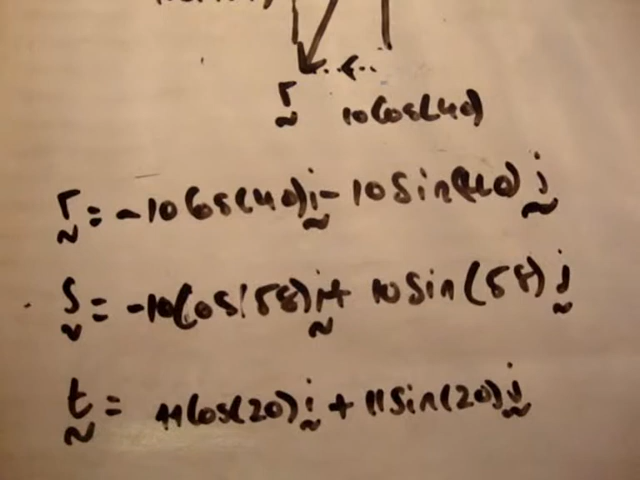 r
10Cos(40)
r = -10Cos(40)i - 10Sin(40)j
s = -10Cos(58)i + 10Sin(58)j
t = 11Cos(20)i + 11Sin(20)j